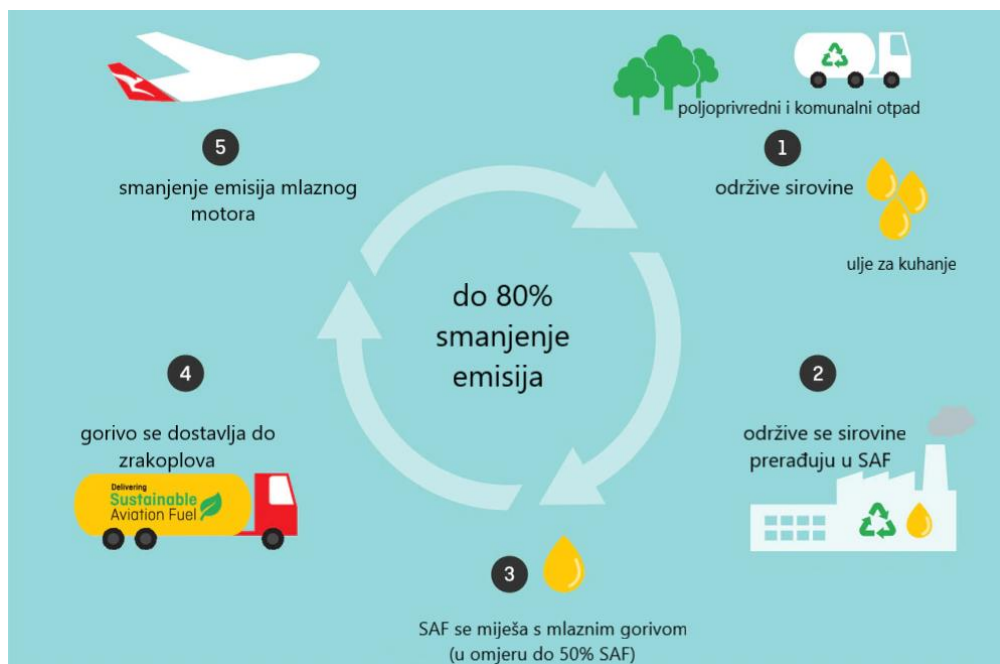 poljoprivredni i komunalni otpad
1
održive sirovine
ulje za kuhanje
2
održive se sirovine
prerađuju u SAF
3
SAF se miješa s mlaznim gorivom
(u omjeru do 50% SAF)
4
gorivo se dostavlja do
zrakoplova
Delivering
Sustainable
Aviation Fuel
5
smanjenje emisija mlaznog
motora
do 80%
smanjenje
emisija